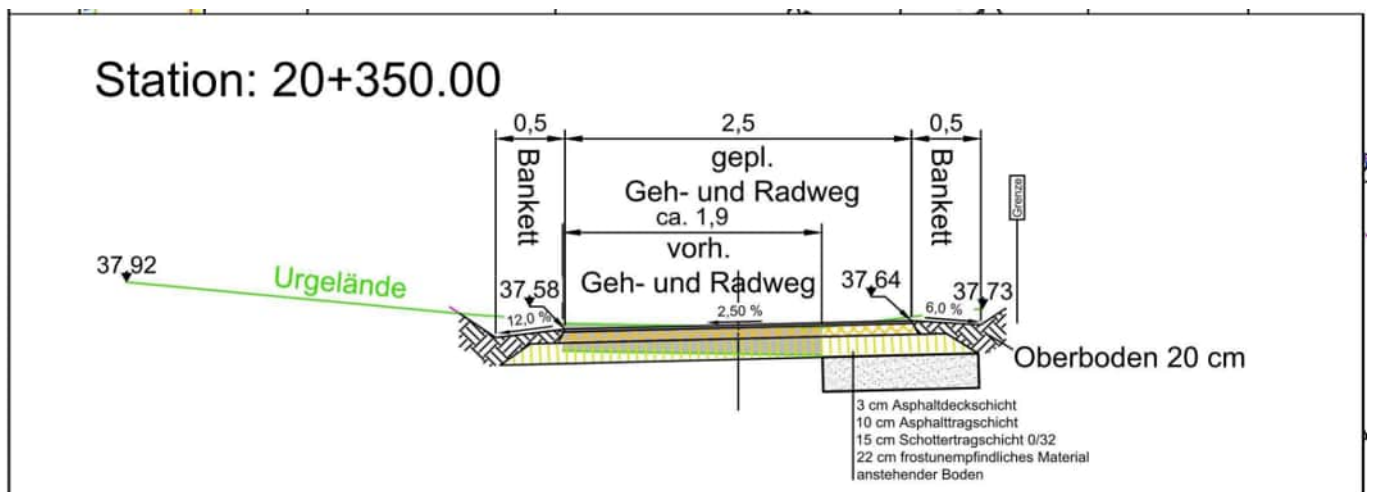 Station: 20+350.00
0,5
2,5
0,5
Bankett
gepl.
Geh- und Radweg
Bankett
Grenze
ca. 1,9
vorh.
Geh- und Radweg
37,92
Urgelände
37,58
37,64
37,73
12,0 %
2,50 %
6,0 %
Oberboden 20 cm
3 cm Asphaltdeckschicht
10 cm Asphalttragschicht
15 cm Schottertragschicht 0/32
22 cm frostunempfindliches Material
anstehender Boden